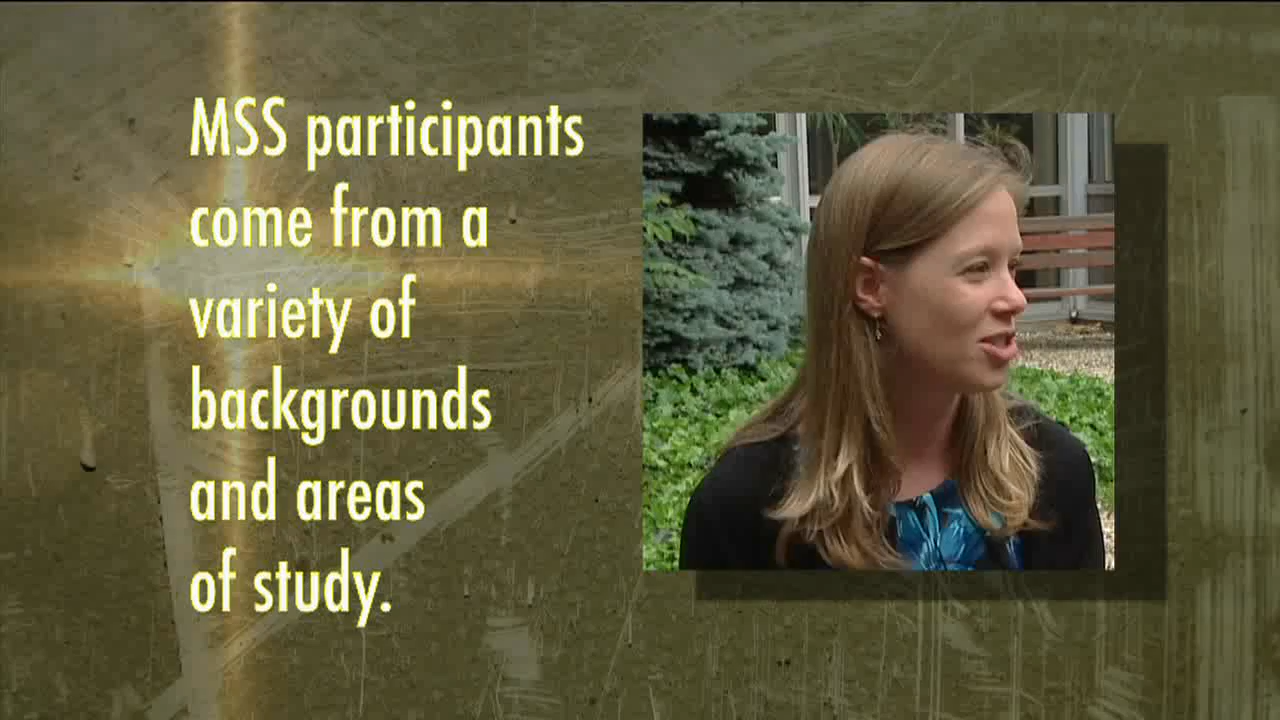 MSS participants
come from a
variety of
backgrounds
and areas
of study.